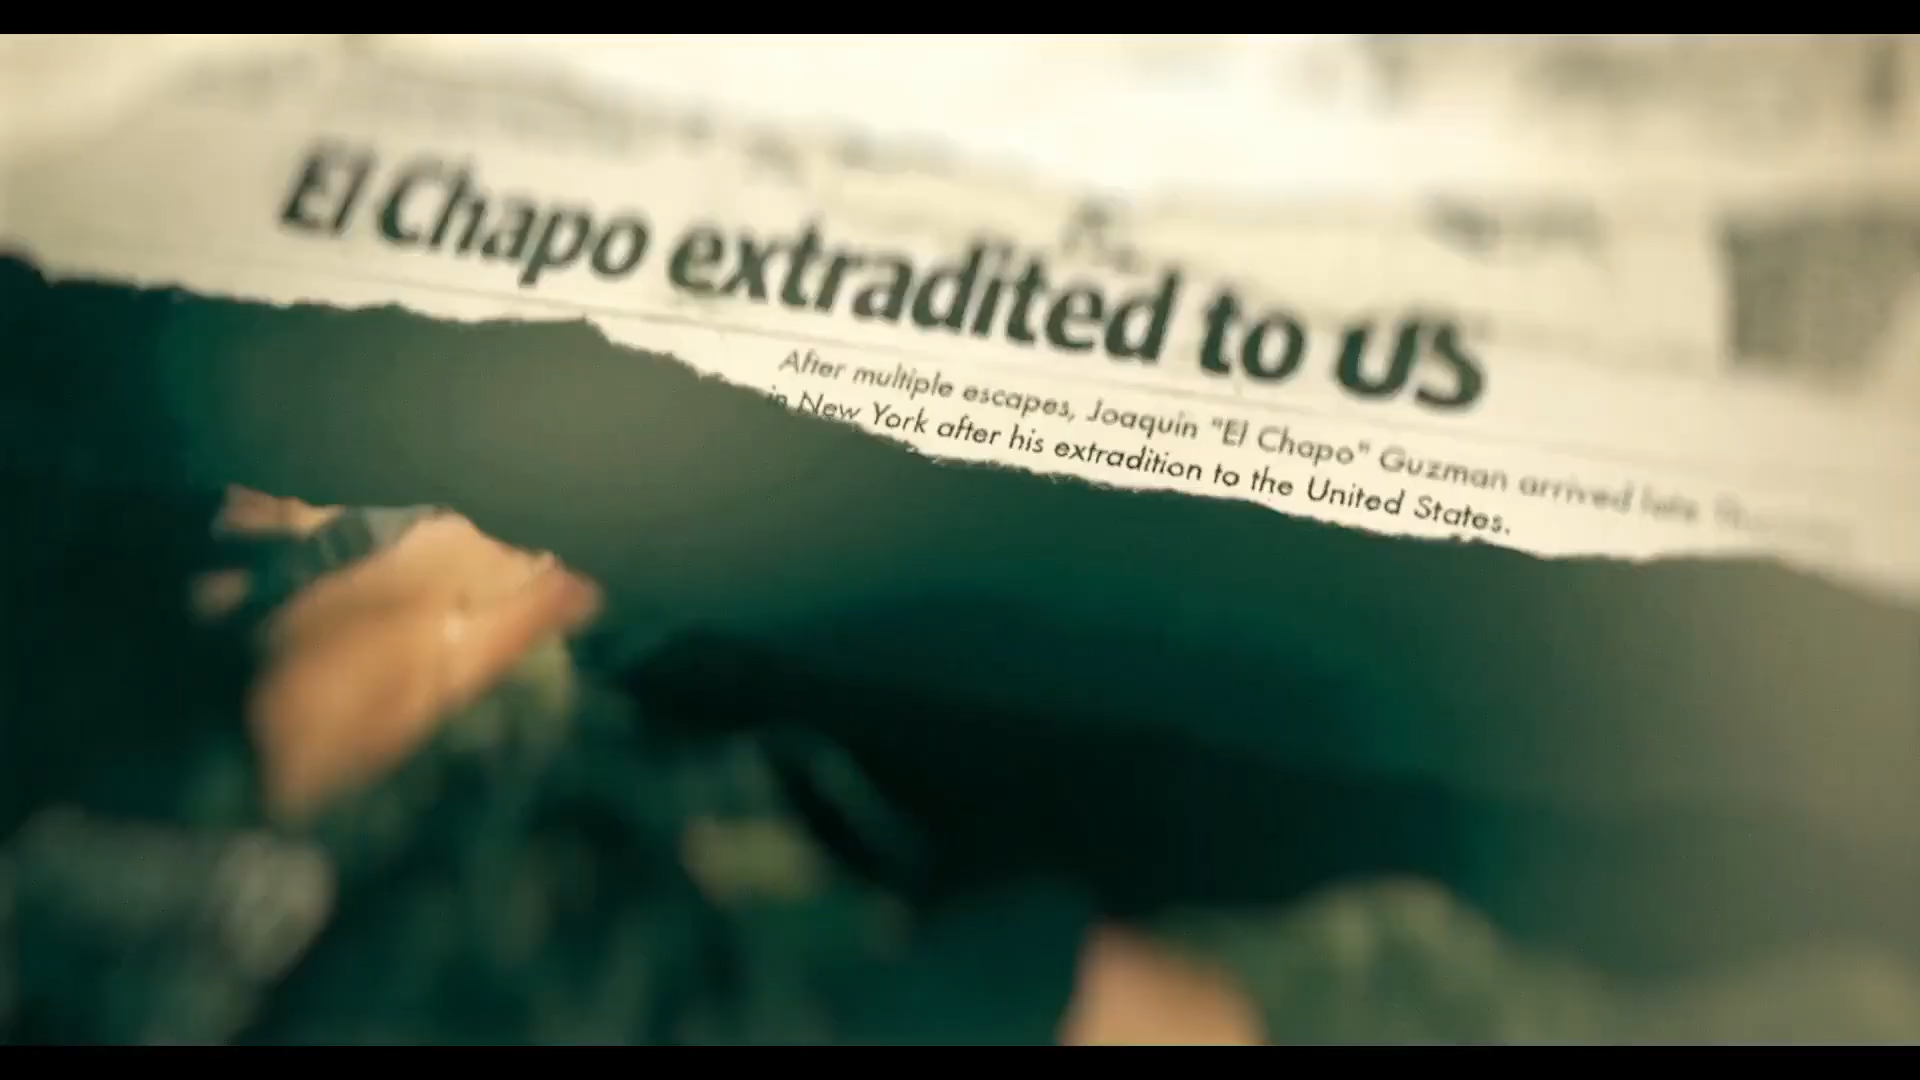 El Chapo extradited to US
After multiple escapes, Joaquin "El Chapo" Guzman arrived late
in New York after his extradition to the United States.